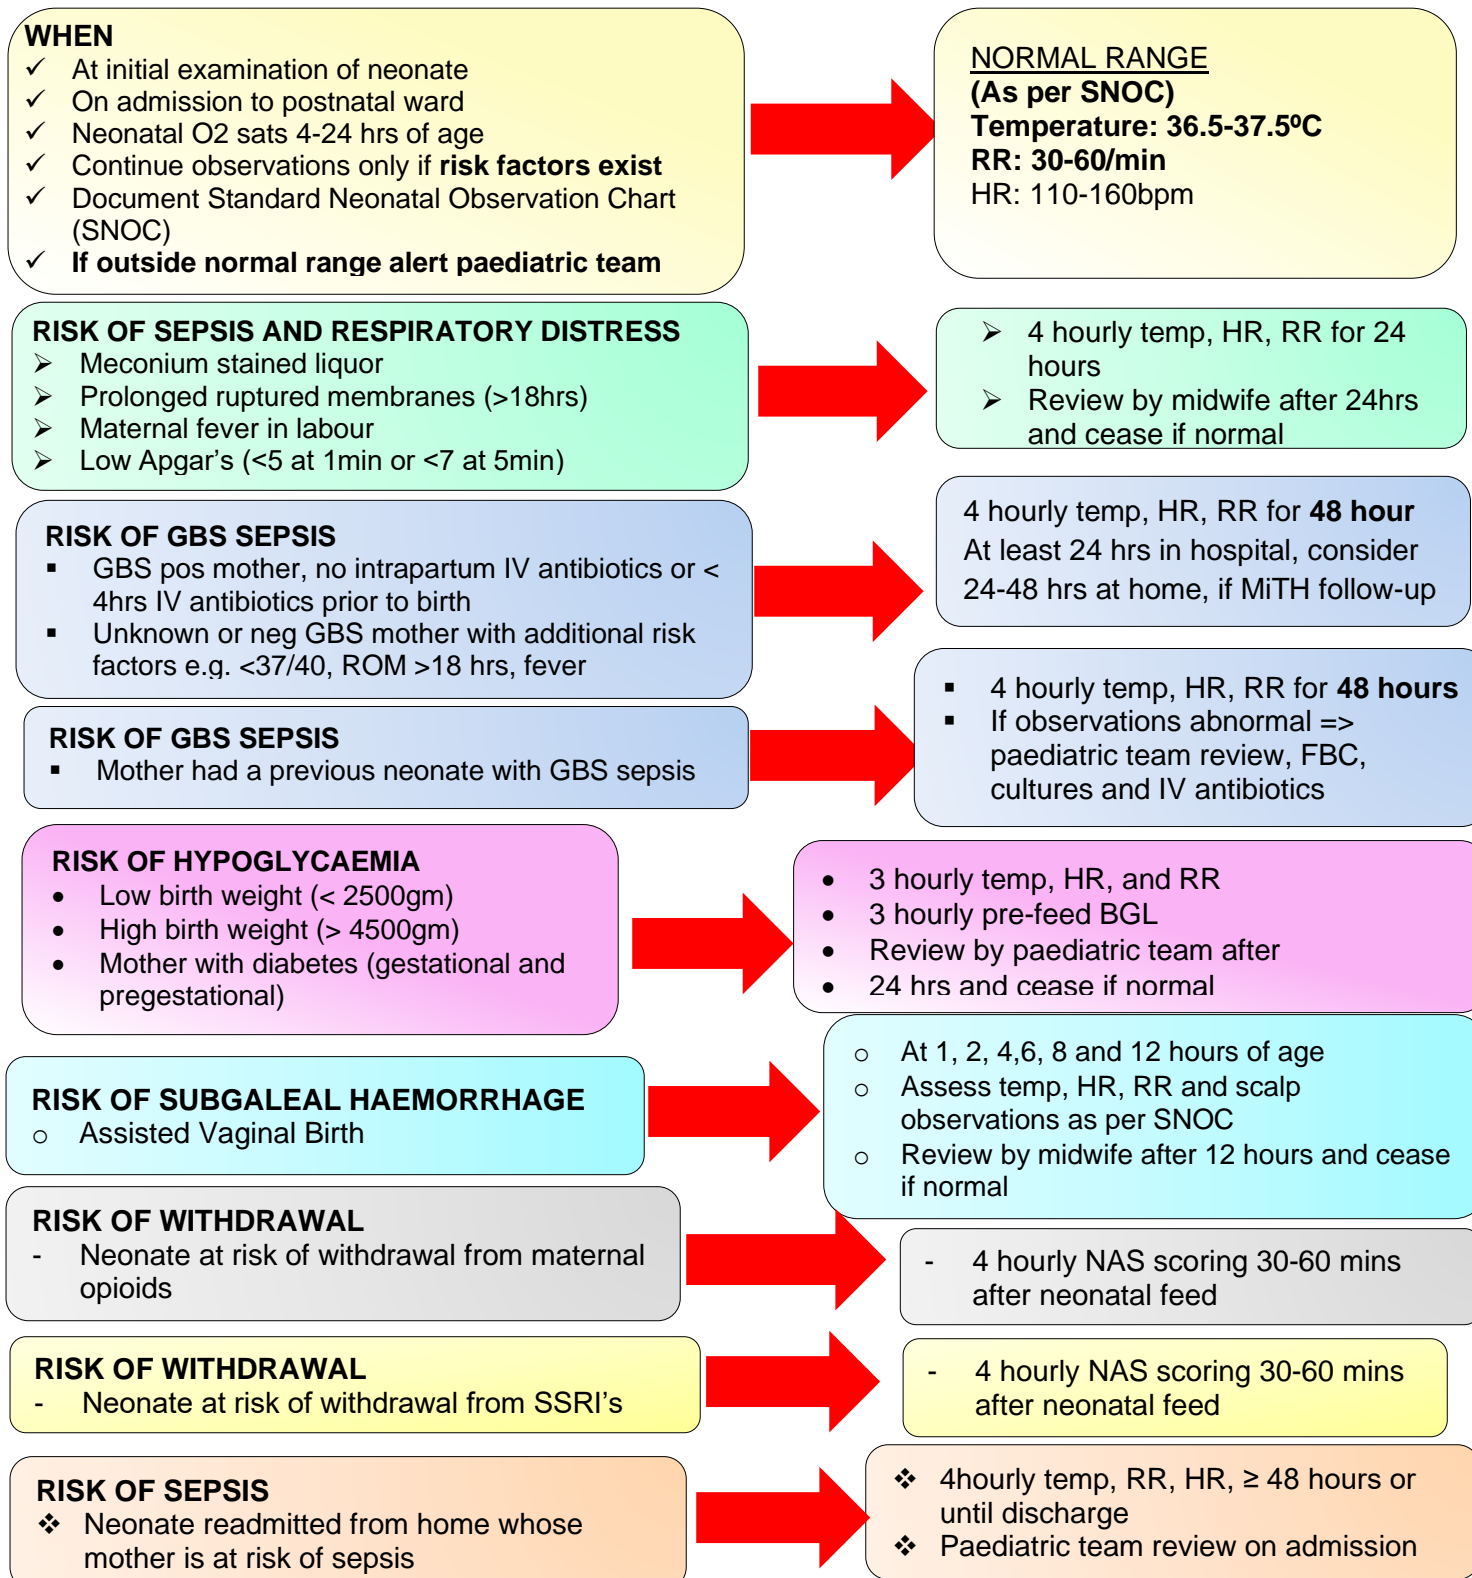 WHEN
✓ At initial examination of neonate
✓ On admission to postnatal ward
✓ Neonatal O2 sats 4-24 hrs of age
✓ Continue observations only if risk factors exist
✓ Document Standard Neonatal Observation Chart
(SNOC)
✓ If outside normal range alert paediatric team
NORMAL RANGE
(As per SNOC)
Temperature: 36.5-37.5ºC
RR: 30-60/min
HR: 110-160bpm
RISK OF SEPSIS AND RESPIRATORY DISTRESS
➢ Meconium stained liquor
➢ Prolonged ruptured membranes (>18hrs)
➢ Maternal fever in labour
➢ Low Apgar's (<5 at 1min or <7 at 5min)
➢ 4 hourly temp, HR, RR for 24
hours
➢ Review by midwife after 24hrs
and cease if normal
RISK OF GBS SEPSIS
▪ GBS pos mother, no intrapartum IV antibiotics or <
4hrs IV antibiotics prior to birth
▪ Unknown or neg GBS mother with additional risk
factors e.g. <37/40, ROM >18 hrs, fever
4 hourly temp, HR, RR for 48 hour
At least 24 hrs in hospital, consider
24-48 hrs at home, if MiTH follow-up
RISK OF GBS SEPSIS
▪ Mother had a previous neonate with GBS sepsis
▪ 4 hourly temp, HR, RR for 48 hours
▪ If observations abnormal =>
paediatric team review, FBC,
cultures and IV antibiotics
RISK OF HYPOGLYCAEMIA
• Low birth weight (< 2500gm)
• High birth weight (> 4500gm)
• Mother with diabetes (gestational and
pregestational)
• 3 hourly temp, HR, and RR
• 3 hourly pre-feed BGL
• Review by paediatric team after
• 24 hrs and cease if normal
RISK OF SUBGALEAL HAEMORRHAGE
o Assisted Vaginal Birth
o At 1, 2, 4,6, 8 and 12 hours of age
o Assess temp, HR, RR and scalp
observations as per SNOC
o Review by midwife after 12 hours and cease
if normal
RISK OF WITHDRAWAL
- Neonate at risk of withdrawal from maternal
opioids
- 4 hourly NAS scoring 30-60 mins
after neonatal feed
RISK OF WITHDRAWAL
- Neonate at risk of withdrawal from SSRI's
- 4 hourly NAS scoring 30-60 mins
after neonatal feed
RISK OF SEPSIS
❖ Neonate readmitted from home whose
mother is at risk of sepsis
❖ 4hourly temp, RR, HR, ≥ 48 hours or
until discharge
❖ Paediatric team review on admission